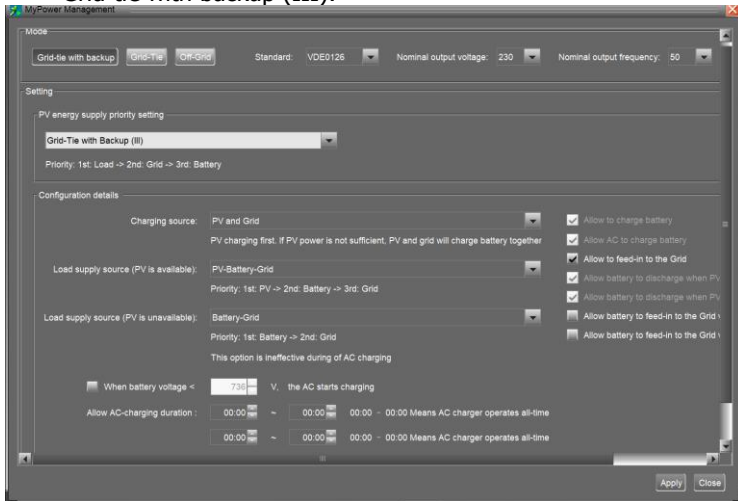 Grid-tie with backup (III):
MyPower Management
Mode
Grid-tie with backup Grid-Tie Off-Grid Standard: VDE0126 Nominal output voltage: 230 Nominal output frequency: 50
Setting
PV energy supply priority setting
Grid-Tie with Backup (III)
Priority: 1st: Load -> 2nd: Grid -> 3rd: Battery
Configuration details
Charging source: PV and Grid Allow to charge battery
PV charging first. If PV power is not sufficient, PV and grid will charge battery together Allow AC to charge battery
Allow to feed-in to the Grid
Load supply source (PV is available): PV-Battery-Grid Allow battery to discharge when PV
Priority: 1st: PV -> 2nd: Battery -> 3rd: Grid Allow battery to discharge when PV
Load supply source (PV is unavailable): Battery-Grid Allow battery to feed-in to the Grid
Priority: 1st: Battery -> 2nd: Grid Allow battery to feed-in to the Grid
This option is ineffective during of AC charging
When battery voltage < 736 V, the AC starts charging
Allow AC-charging duration : 00:00 ~ 00:00 00:00 - 00:00 Means AC charger operates all-time
00:00 ~ 00:00 00:00 - 00:00 Means AC charger operates all-time
Apply Close